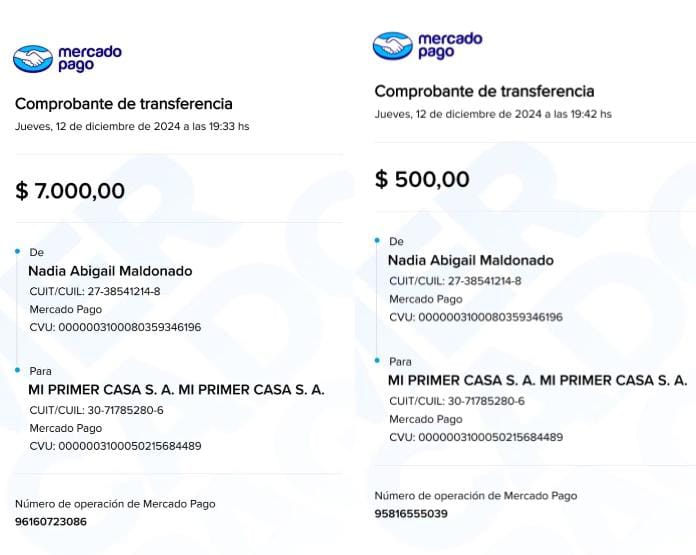 mercado
pago
Comprobante de transferencia
Jueves, 12 de diciembre de 2024 a las 19:33 hs
$ 7.000,00
De
Nadia Abigail Maldonado
CUIT/CUIL: 27-38541214-8
Mercado Pago
CVU: 0000003100080359346196
Para
MI PRIMER CASA S. A. MI PRIMER CASA S. A.
CUIT/CUIL: 30-71785280-6
Mercado Pago
CVU: 0000003100050215684489
Número de operación de Mercado Pago
96160723086
mercado
pago
Comprobante de transferencia
Jueves, 12 de diciembre de 2024 a las 19:42 hs
$ 500,00
De
Nadia Abigail Maldonado
CUIT/CUIL: 27-38541214-8
Mercado Pago
CVU: 0000003100080359346196
Para
MI PRIMER CASA S. A. MI PRIMER CASA S. A.
CUIT/CUIL: 30-71785280-6
Mercado Pago
CVU: 0000003100050215684489
Número de operación de Mercado Pago
95816555039